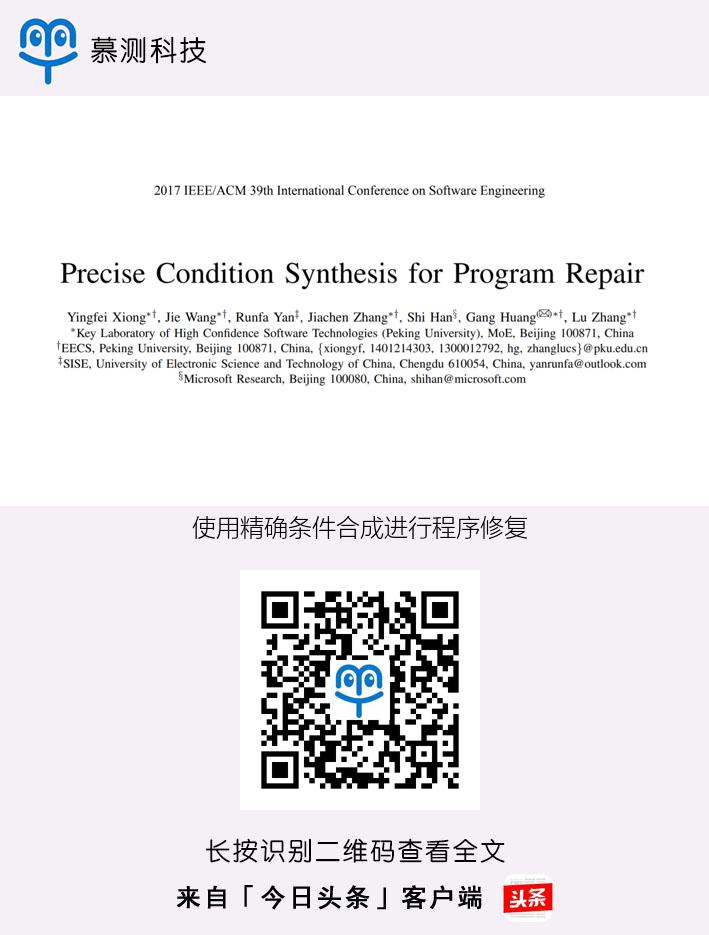 慕测科技
2017 IEEE/ACM 39th International Conference on Software Engineering
Precise Condition Synthesis for Program Repair
Yingfei Xiong*†, Jie Wang*†, Runfa Yan‡, Jiachen Zhang*†, Shi Han§, Gang Huang(✉)*†, Lu Zhang*†
*Key Laboratory of High Confidence Software Technologies (Peking University), MoE, Beijing 100871, China
†EECS, Peking University, Beijing 100871, China, {xiongyf, 1401214303, 1300012792, hg, zhanglucs}@pku.edu.cn
‡SISE, University of Electronic Science and Technology of China, Chengdu 610054, China, yanrunfa@outlook.com
§Microsoft Research, Beijing 100080, China, shihan@microsoft.com
使用精确条件合成进行程序修复
长按识别二维码查看全文
来自「今日头条」客户端
头条